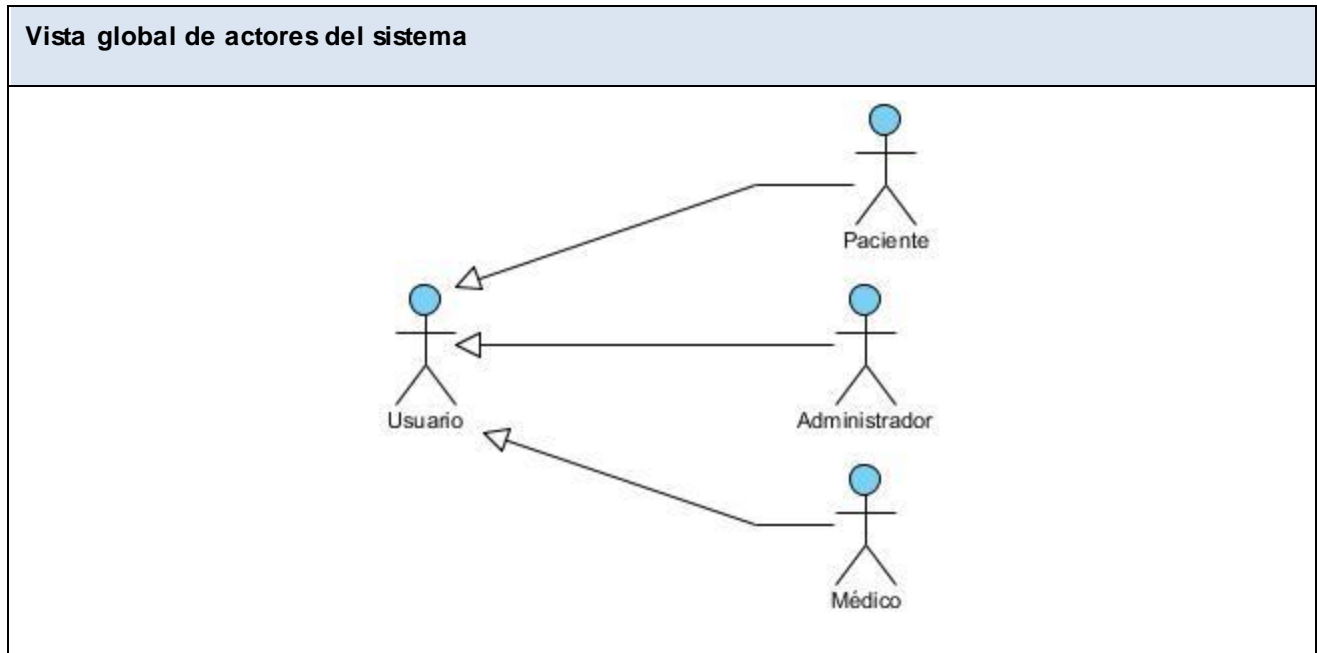 Vista global de actores del sistema
Paciente
Usuario
Administrador
Médico